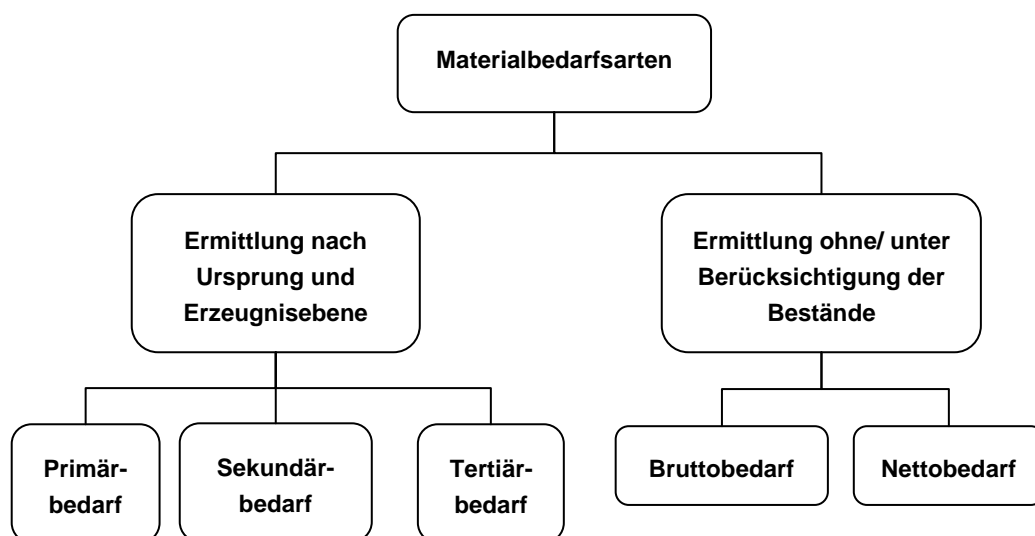 Materialbedarfsarten
Ermittlung nach
Ursprung und
Erzeugnisebene
Ermittlung ohne/ unter
Berücksichtigung der
Bestände
Primär-
bedarf
Sekundär-
bedarf
Tertiär-
bedarf
Bruttobedarf
Nettobedarf